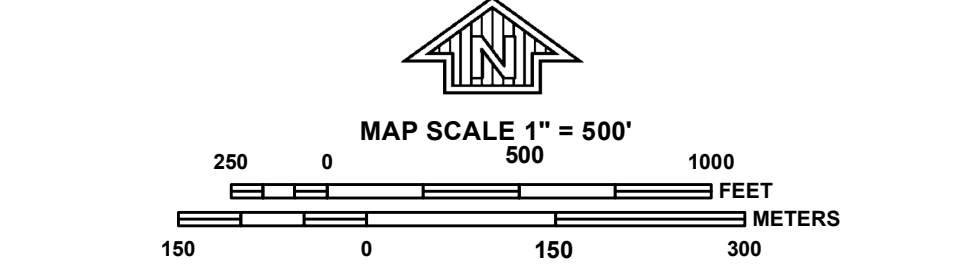 N
MAP SCALE 1" = 500'
250 0 500 1000
FEET
METERS
150 0 150 300